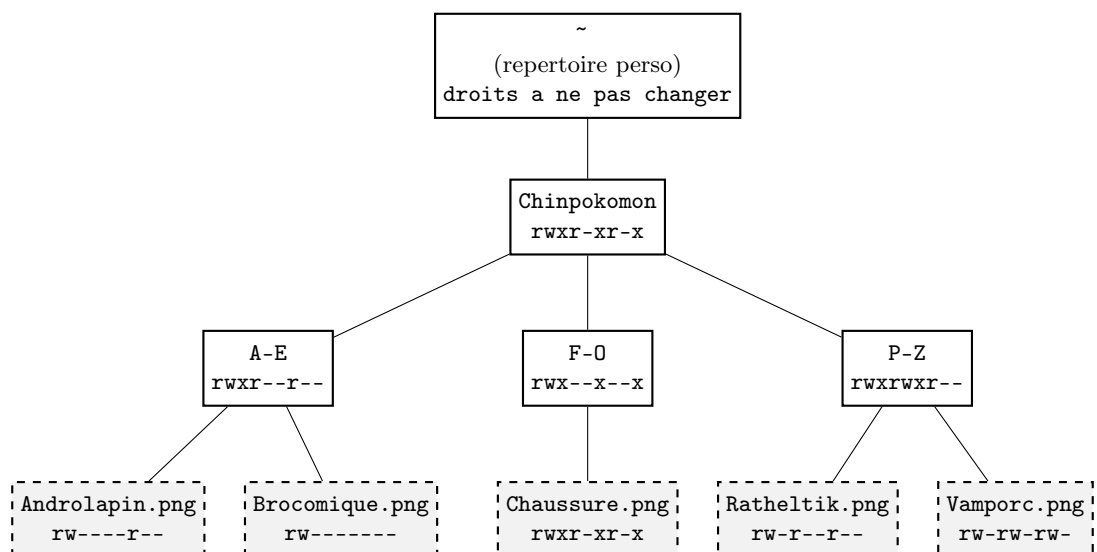 ~
(repertoire perso)
droits a ne pas changer
Chinpokomon
rwxr-xr-x
A-E
rwxr--r--
F-O
rwx--x--x
P-Z
rwxrwxr--
Androlapin.png
rw----r--
Brocomique.png
rw-------
Chaussure.png
rwxr-xr-x
Ratheltik.png
rw-r--r--
Vamporc.png
rw-rw-rw-